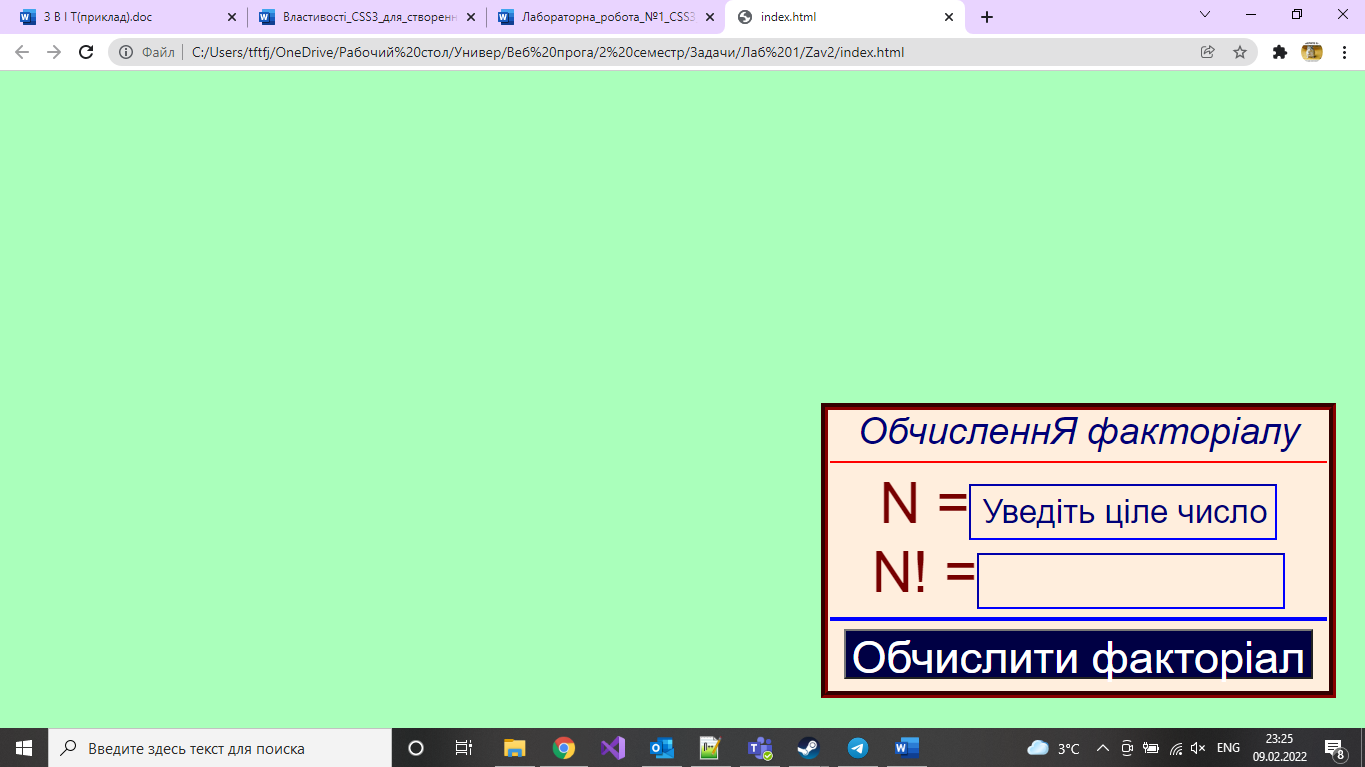 З В І Т(приклад).doc
Властивості_CSS3_для_створенн
Лабораторна_робота_№1_CSS3
index.html
Файл
C:/Users/tftfj/OneDrive/Рабочий%20стол/Универ/Веб%20прога/2%20семестр/Задачи/Лаб%201/Zav2/index.html
ОбчисленнЯ факторіалу
N =
Уведіть ціле число
N! =
Обчислити факторіал
Введите здесь текст для поиска
3°C
ENG
23:25
09.02.2022
8